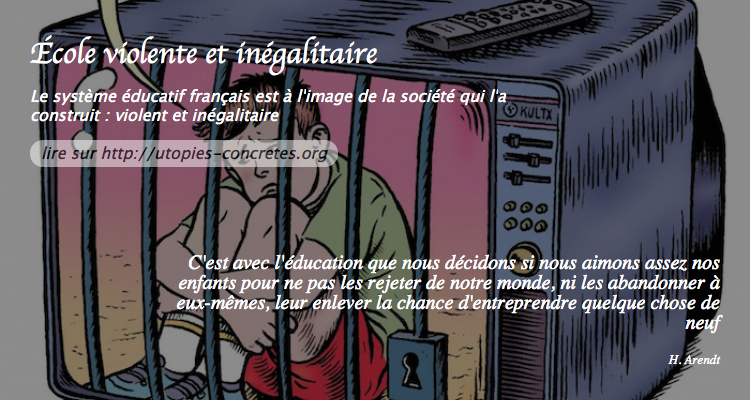 École violente et inégalitaire
Le système éducatif français est à l'image de la société qui l'a
construit : violent et inégalitaire
lire sur http://utopies-concretes.org
KULTX
C'est avec l'éducation que nous décidons si nous aimons assez nos
enfants pour ne pas les rejeter de notre monde, ni les abandonner à
eux-mêmes, leur enlever la chance d'entreprendre quelque chose de
neuf
H. Arendt